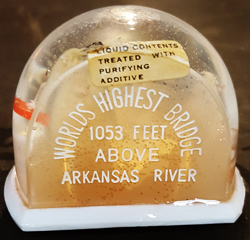 LIQUID CONTENTS
TREATED WITH
PURIFYING
ADDITIVE
WORLDS HIGHEST BRIDGE
1053 FEET
ABOVE
ARKANSAS RIVER